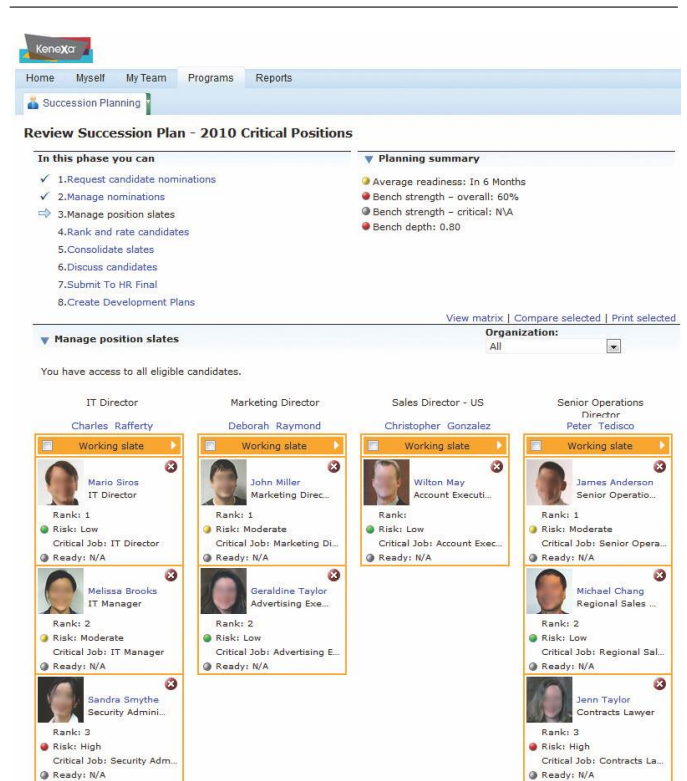 Kenexa
Home Myself My Team Programs Reports
Succession Planning
Review Succession Plan - 2010 Critical Positions
In this phase you can
1.Request candidate nominations
2.Manage nominations
3.Manage position slates
4.Rank and rate candidates
5.Consolidate slates
6.Discuss candidates
7.Submit To HR Final
8.Create Development Plans
Planning summary
Average readiness: In 6 Months
Bench strength – overall: 60%
Bench strength – critical: N\A
Bench depth: 0.80
View matrix | Compare selected | Print selected
Manage position slates
Organization:
All
You have access to all eligible candidates.
IT Director
Charles Rafferty
Working slate
Mario Siros
IT Director
Rank: 1
Risk: Low
Critical Job: IT Director
Ready: N/A
Melissa Brooks
IT Manager
Rank: 2
Risk: Moderate
Critical Job: IT Manager
Ready: N/A
Sandra Smythe
Security Admini...
Rank: 3
Risk: High
Critical Job: Security Adm...
Ready: N/A
Marketing Director
Deborah Raymond
Working slate
John Miller
Marketing Direc...
Rank: 1
Risk: Moderate
Critical Job: Marketing Di...
Ready: N/A
Geraldine Taylor
Advertising Exe...
Rank: 2
Risk: Low
Critical Job: Advertising E...
Ready: N/A
Sales Director - US
Christopher Gonzalez
Working slate
Wilton May
Account Executi...
Rank:
Risk: Low
Critical Job: Account Exec...
Ready: N/A
Senior Operations
Director
Peter Tedisco
Working slate
James Anderson
Senior Operatio...
Rank: 1
Risk: Moderate
Critical Job: Senior Opera...
Ready: N/A
Michael Chang
Regional Sales ...
Rank: 2
Risk: Low
Critical Job: Regional Sal...
Ready: N/A
Jenn Taylor
Contracts Lawyer
Rank: 3
Risk: High
Critical Job: Contracts La...
Ready: N/A